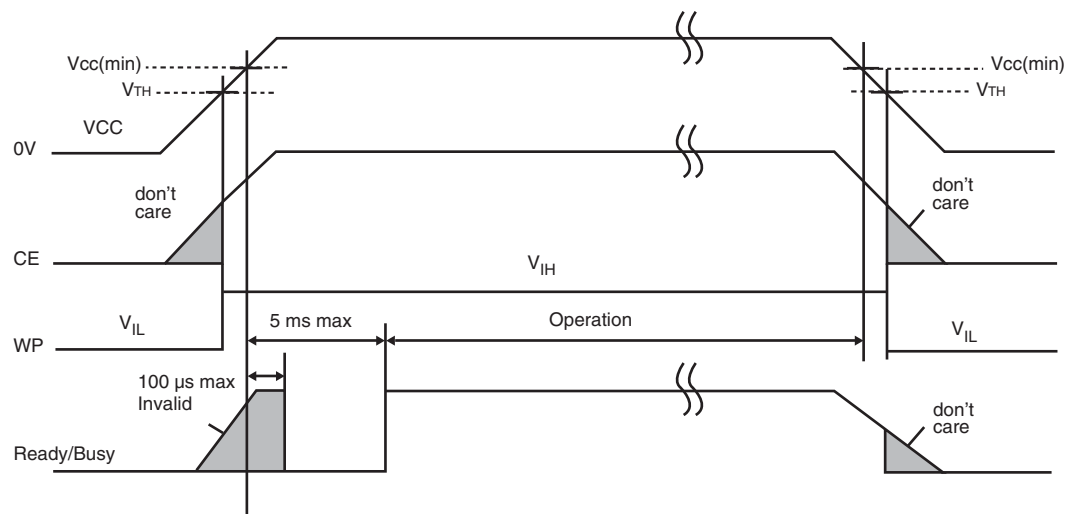 Vcc(min)
VTH
VCC
0V
Vcc(min)
VTH
don't
care
don't
care
CE
VIH
VIL
5 ms max
Operation
VIL
WP
100 µs max
Invalid
don't
care
Ready/Busy